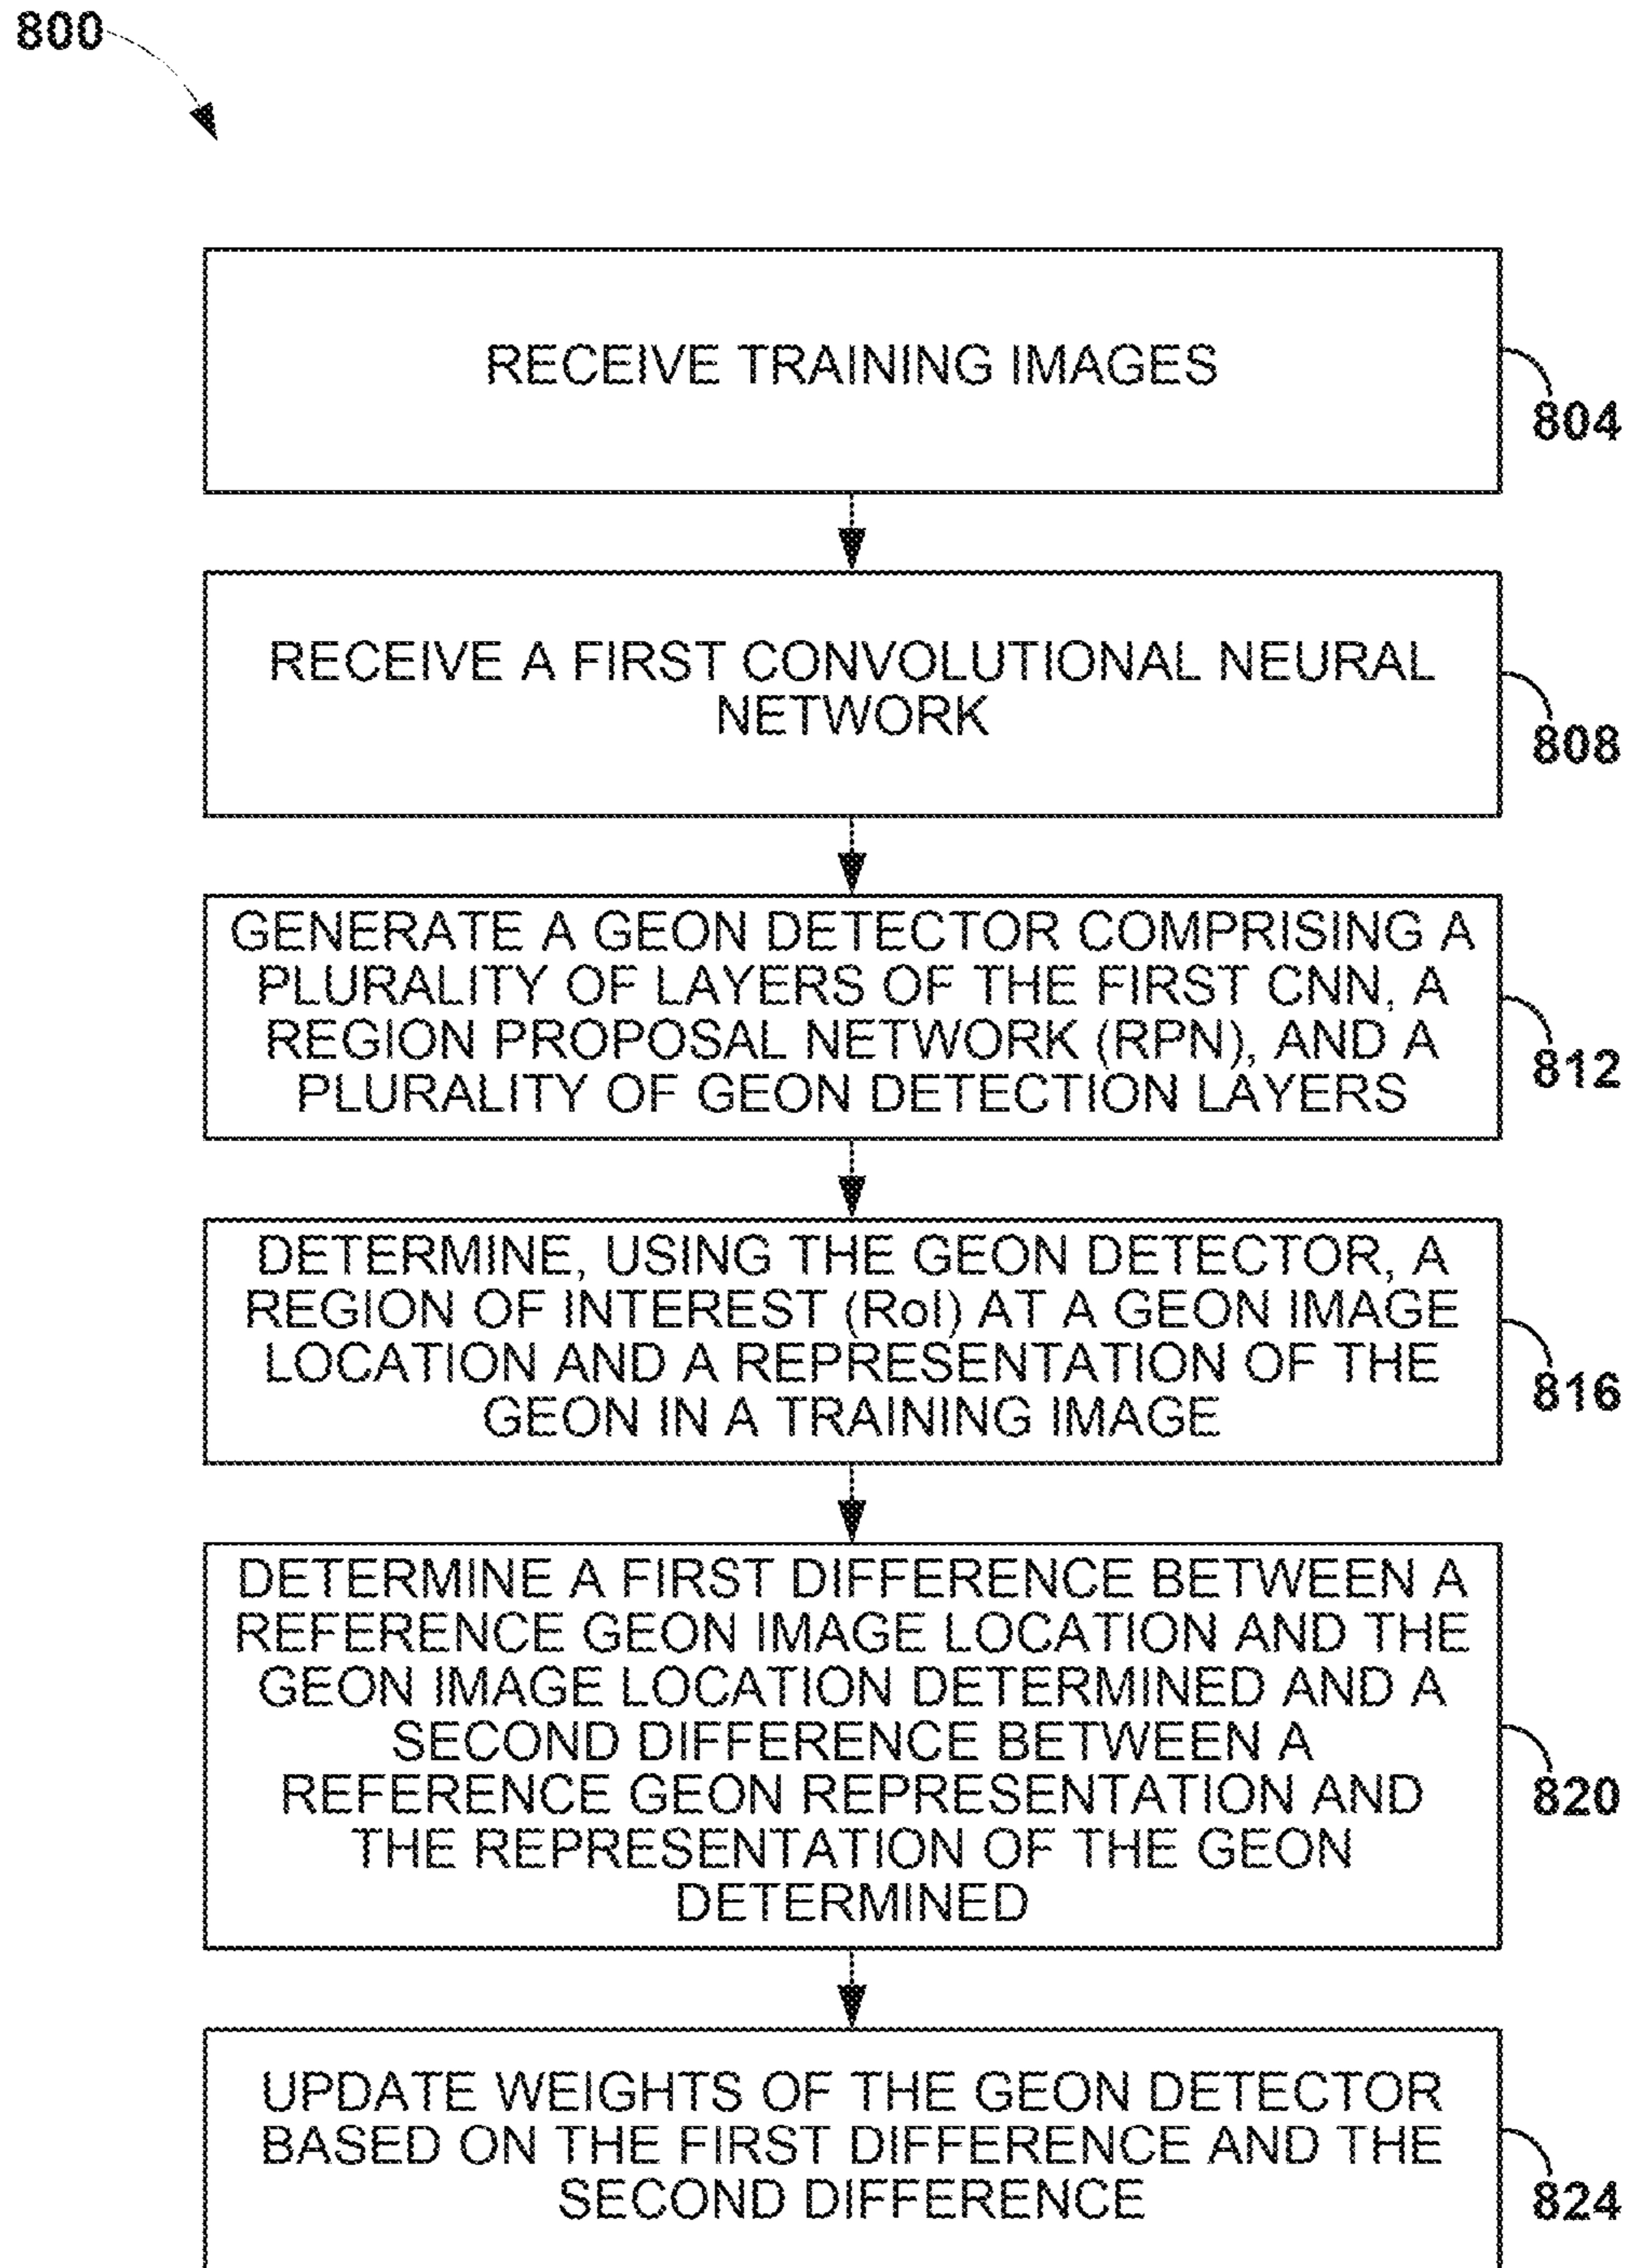 800
RECEIVE TRAINING IMAGES
804
RECEIVE A FIRST CONVOLUTIONAL NEURAL
NETWORK
808
GENERATE A GEON DETECTOR COMPRISING A
PLURALITY OF LAYERS OF THE FIRST CNN, A
REGION PROPOSAL NETWORK (RPN), AND A
PLURALITY OF GEON DETECTION LAYERS
812
DETERMINE, USING THE GEON DETECTOR, A
REGION OF INTEREST (RoI) AT A GEON IMAGE
LOCATION AND A REPRESENTATION OF THE
GEON IN A TRAINING IMAGE
816
DETERMINE A FIRST DIFFERENCE BETWEEN A
REFERENCE GEON IMAGE LOCATION AND THE
GEON IMAGE LOCATION DETERMINED AND A
SECOND DIFFERENCE BETWEEN A
REFERENCE GEON REPRESENTATION AND
THE REPRESENTATION OF THE GEON
DETERMINED
820
UPDATE WEIGHTS OF THE GEON DETECTOR
BASED ON THE FIRST DIFFERENCE AND THE
SECOND DIFFERENCE
824